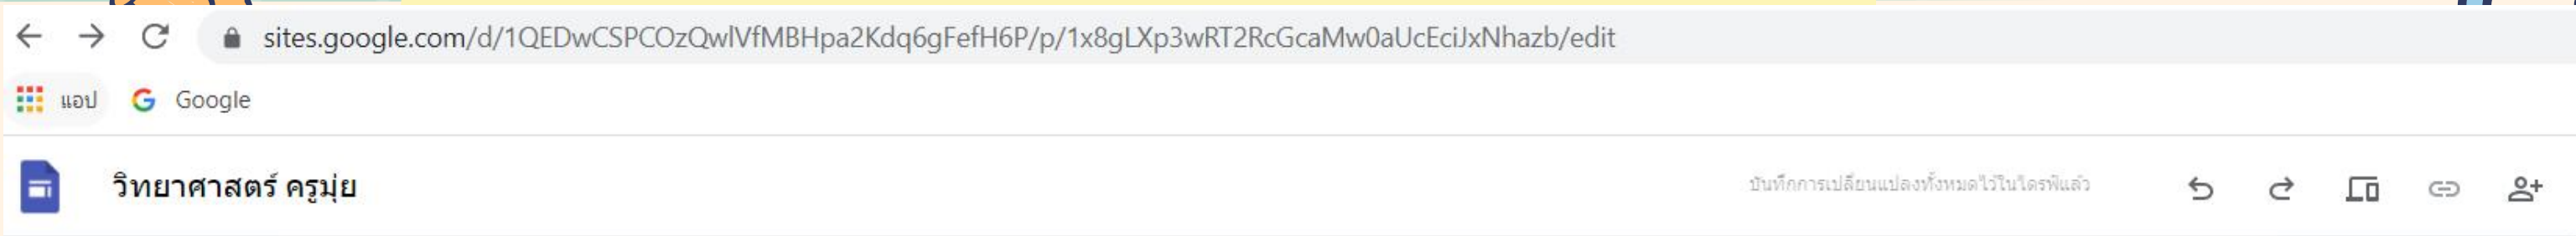 sites.google.com/d/1QEDwCSPCOzQwlVfMBHpa2Kdq6gFefH6P/p/1x8gLXp3wRT2RcGcaMw0aUcEciJxNhazb/edit
แอป Google
วิทยาศาสตร์ ครูมุ่ย บันทึกการเปลี่ยนแปลงทั้งหมดไว้ในไดรฟ์แล้ว